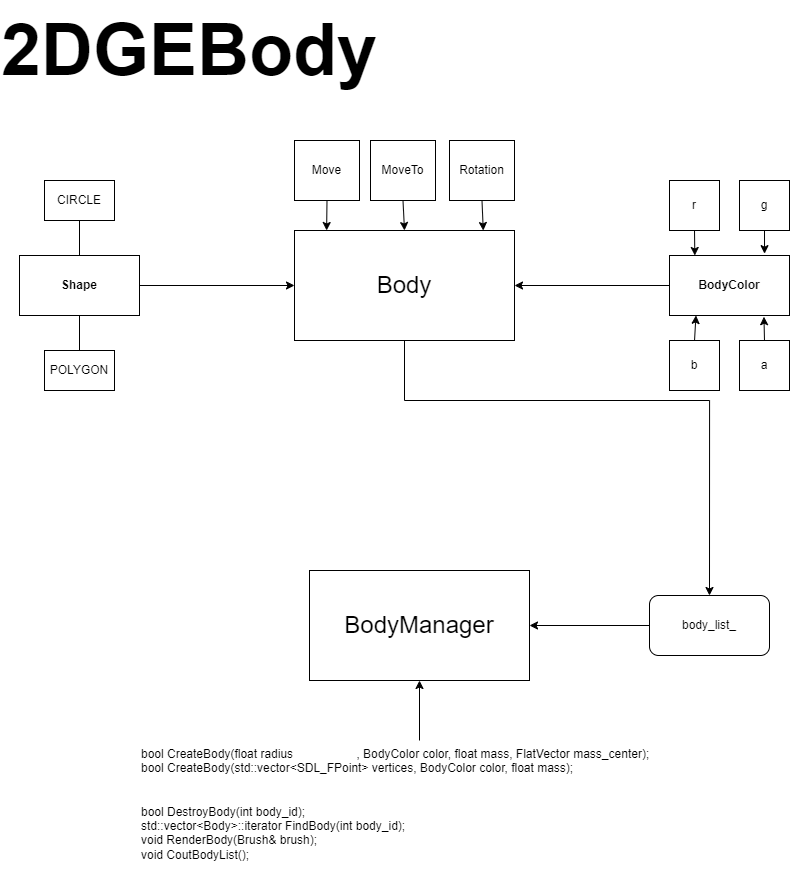 2DGEBody
Move
MoveTo
Rotation
CIRCLE
r
g
Shape
Body
BodyColor
POLYGON
b
a
BodyManager
body_list_
bool CreateBody(float radius , BodyColor color, float mass, FlatVector mass_center);
bool CreateBody(std::vector<SDL_FPoint> vertices, BodyColor color, float mass);
bool DestroyBody(int body_id);
std::vector<Body>::iterator FindBody(int body_id);
void RenderBody(Brush& brush);
void CoutBodyList();